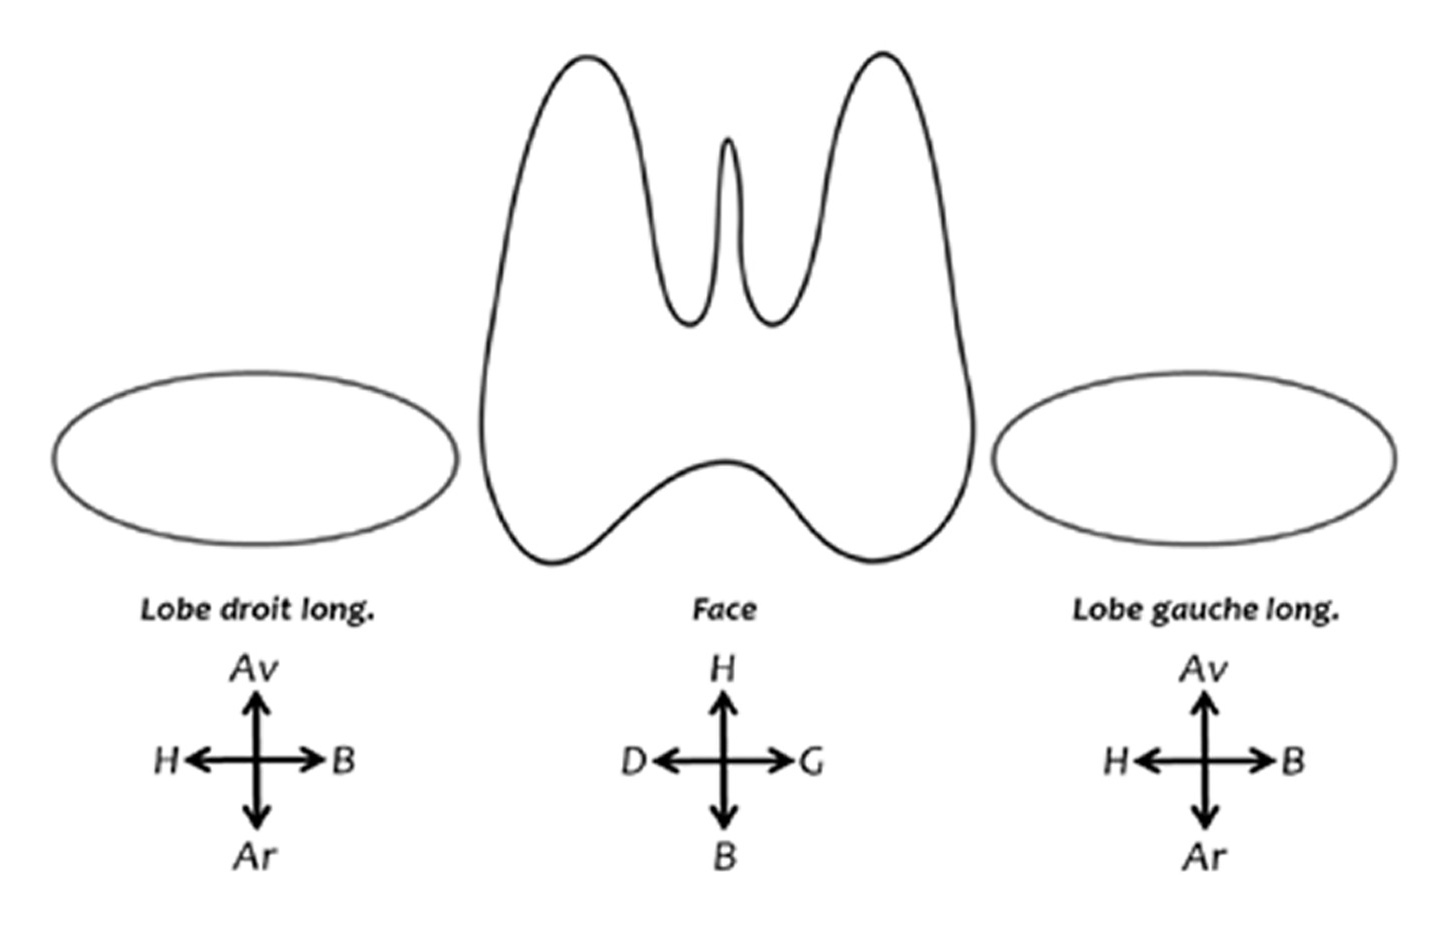 Lobe droit long.
Face
Lobe gauche long.
Av
H B
Ar
H
D G
B
Av
H B
Ar